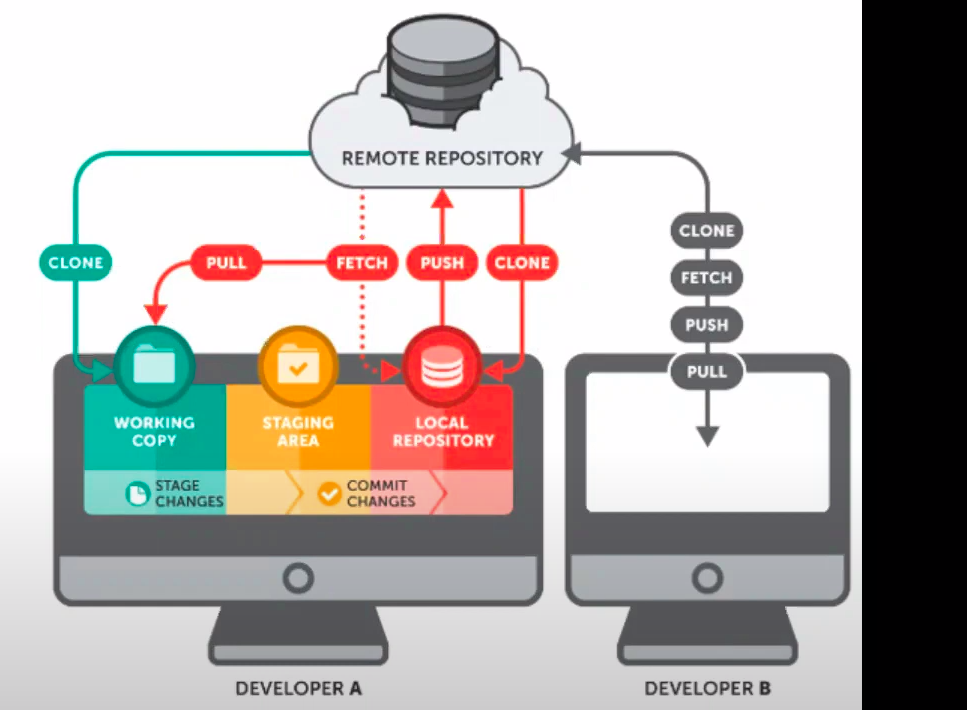 REMOTE REPOSITORY
CLONE
PULL
FETCH
PUSH
CLONE
CLONE
FETCH
PUSH
PULL
WORKING
COPY
STAGING
AREA
LOCAL
REPOSITORY
STAGE
CHANGES
COMMIT
CHANGES
DEVELOPER A
DEVELOPER B